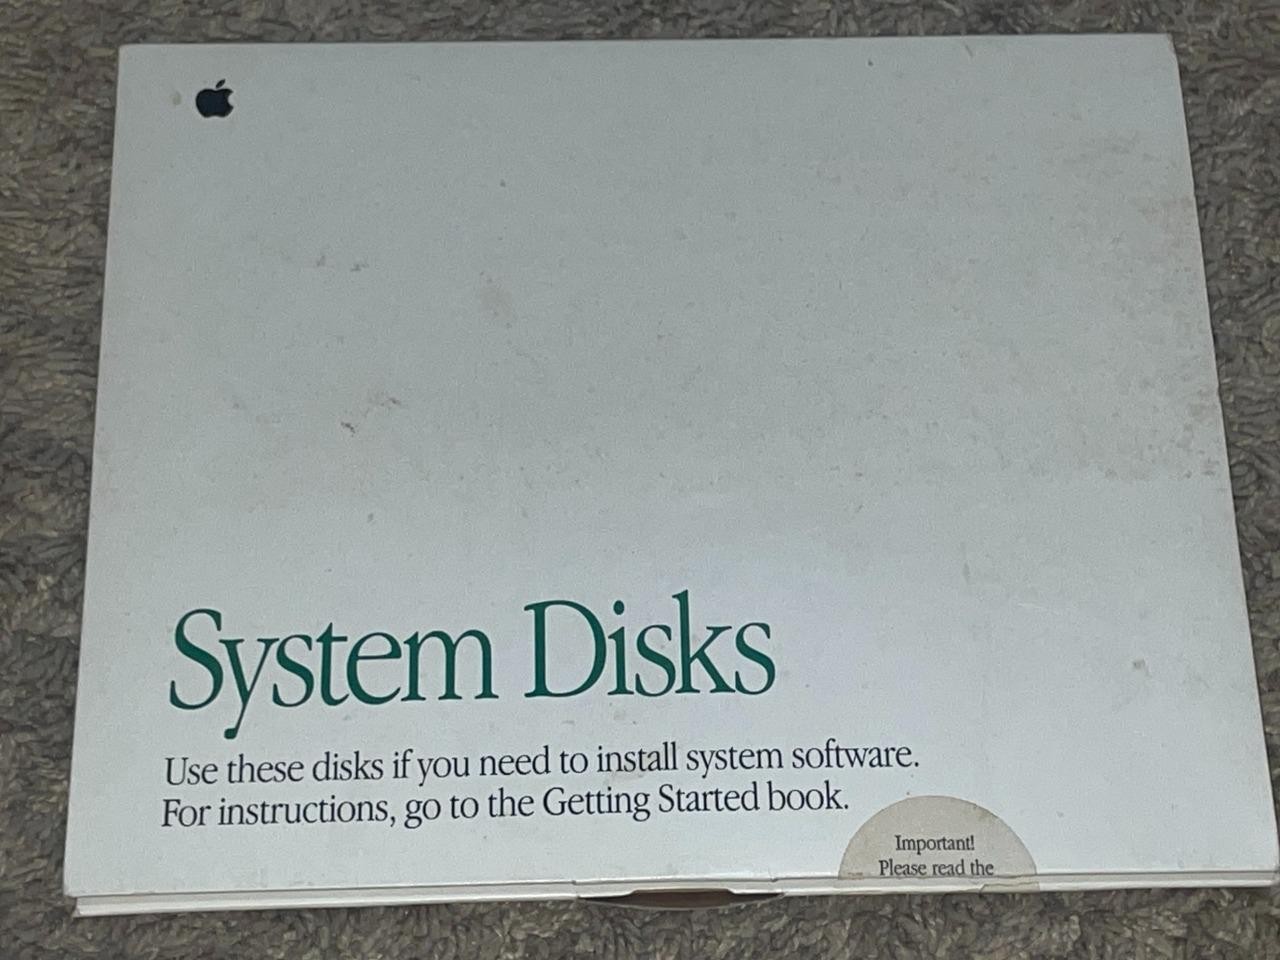 System Disks
Use these disks if you need to install system software.
For instructions, go to the Getting Started book.
Important!
Please read the